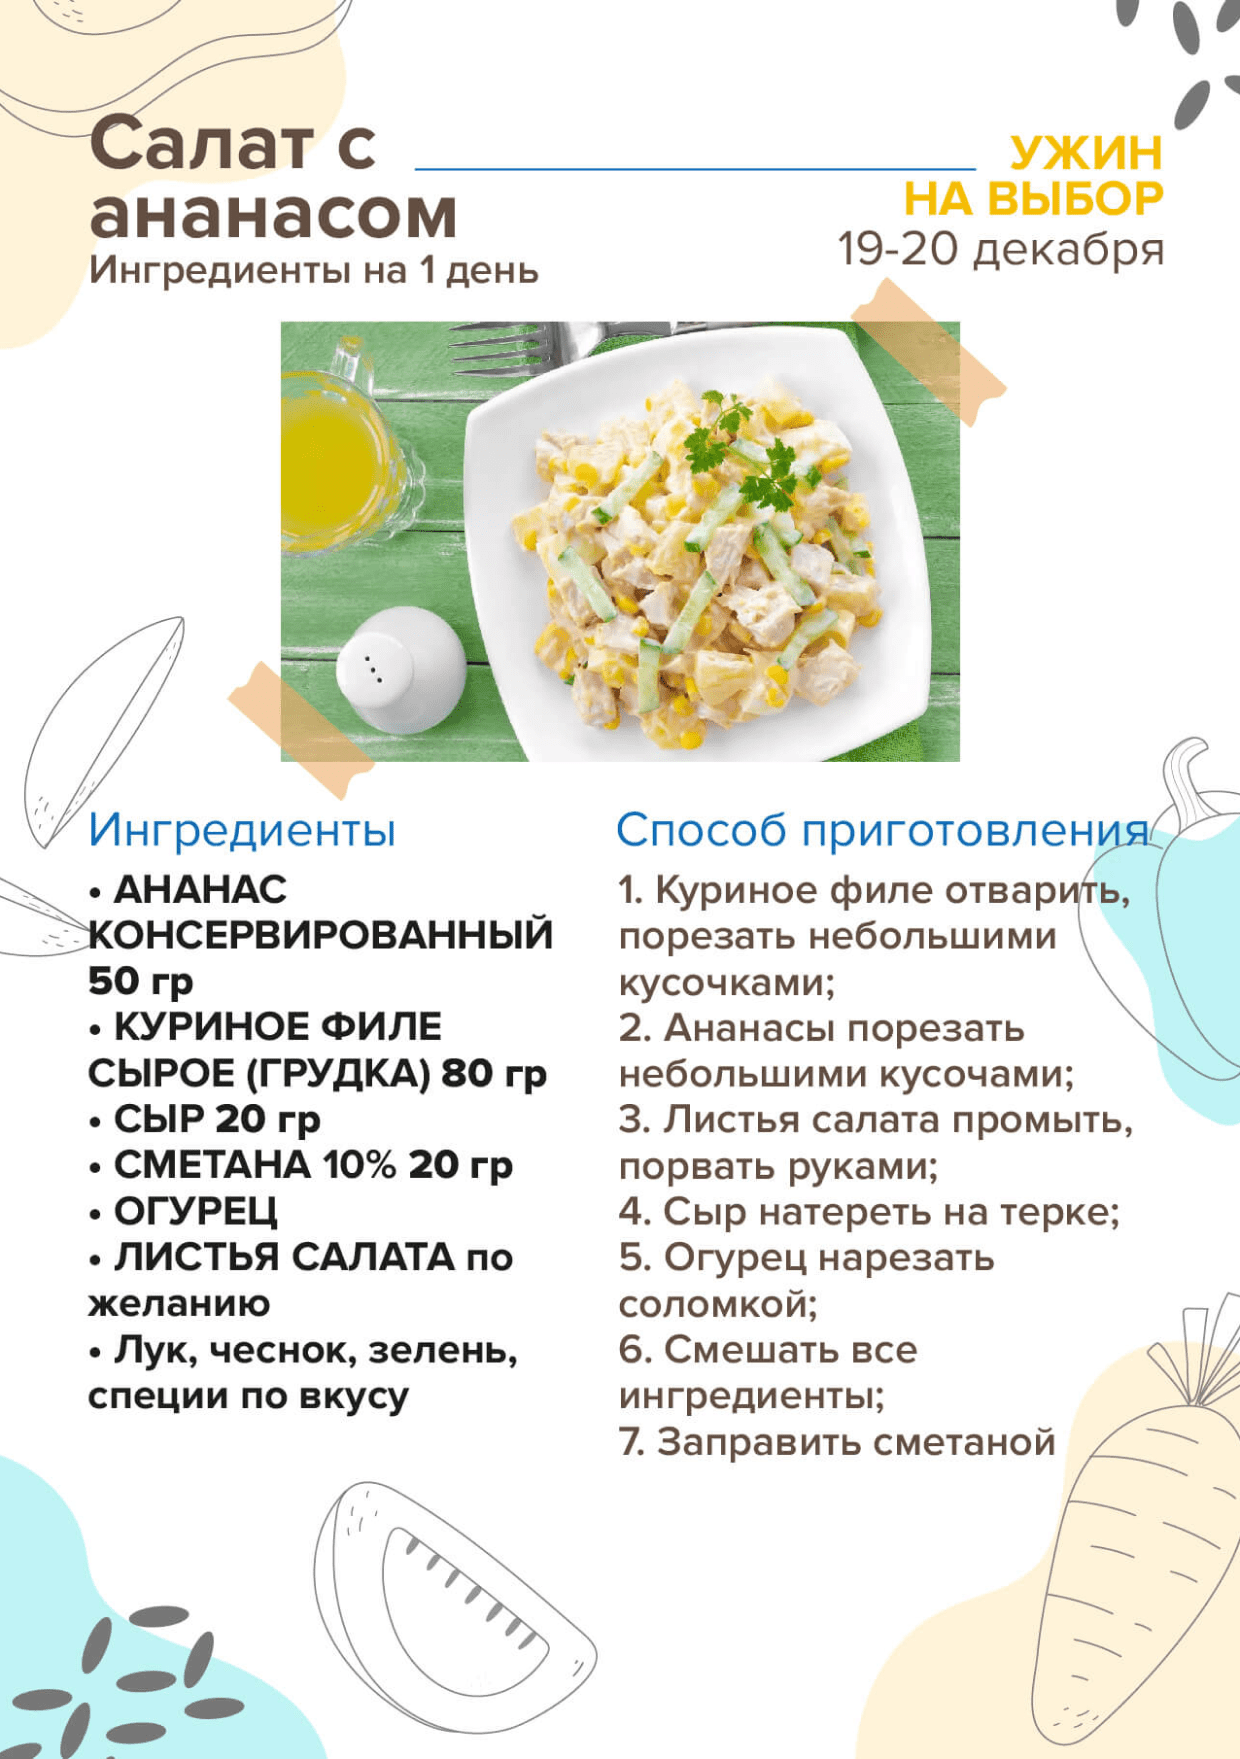 Салат с
ананасом
Ингредиенты на 1 день
УЖИН
НА ВЫБОР
19-20 декабря
Ингредиенты
• АНАНАС
КОНСЕРВИРОВАННЫЙ
50 гр
• КУРИНОЕ ФИЛЕ
СЫРОЕ (ГРУДКА) 80 гр
• СЫР 20 гр
• СМЕТАНА 10% 20 гр
• ОГУРЕЦ
• ЛИСТЬЯ САЛАТА по
желанию
• Лук, чеснок, зелень,
специи по вкусу
Способ приготовления
1. Куриное филе отварить,
порезать небольшими
кусочками;
2. Ананасы порезать
небольшими кусочами;
3. Листья салата промыть,
порвать руками;
4. Сыр натереть на терке;
5. Огурец нарезать
соломкой;
6. Смешать все
ингредиенты;
7. Заправить сметаной